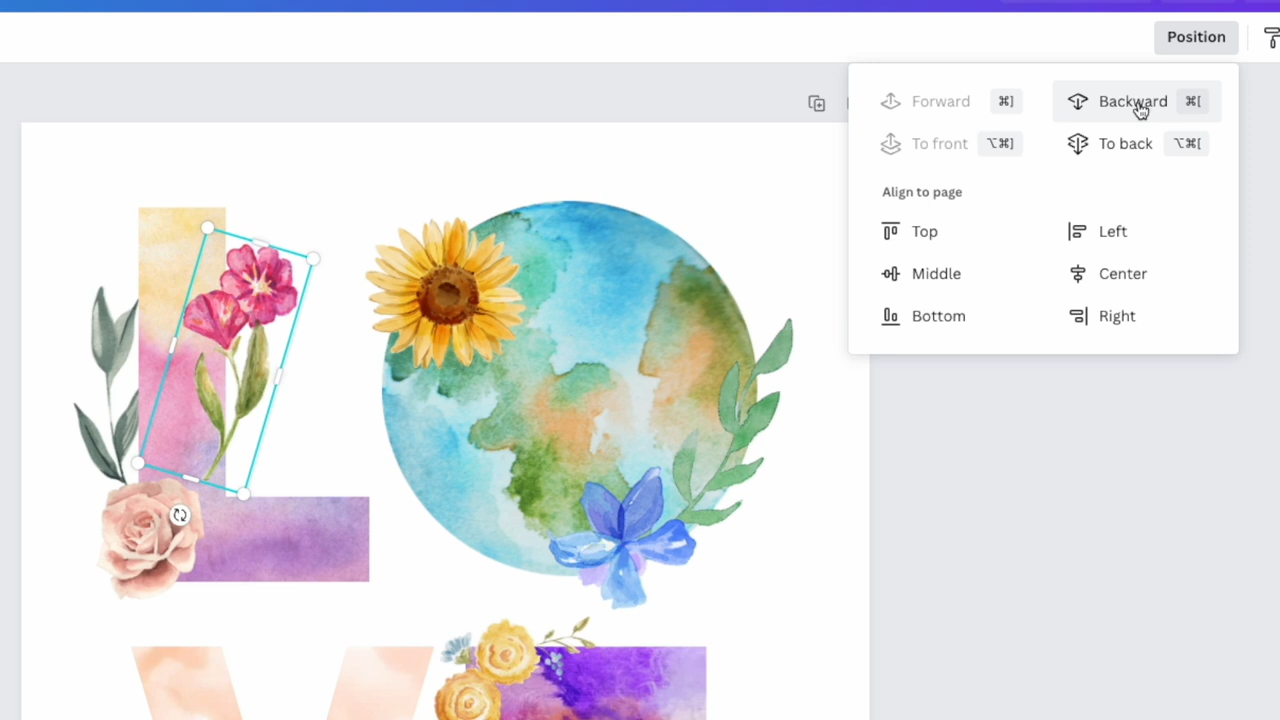 Position
Forward ⌘] Backward ⌘[
To front ⌥⌘] To back ⌥⌘[
Align to page
Top Left
Middle Center
Bottom Right
L
V E